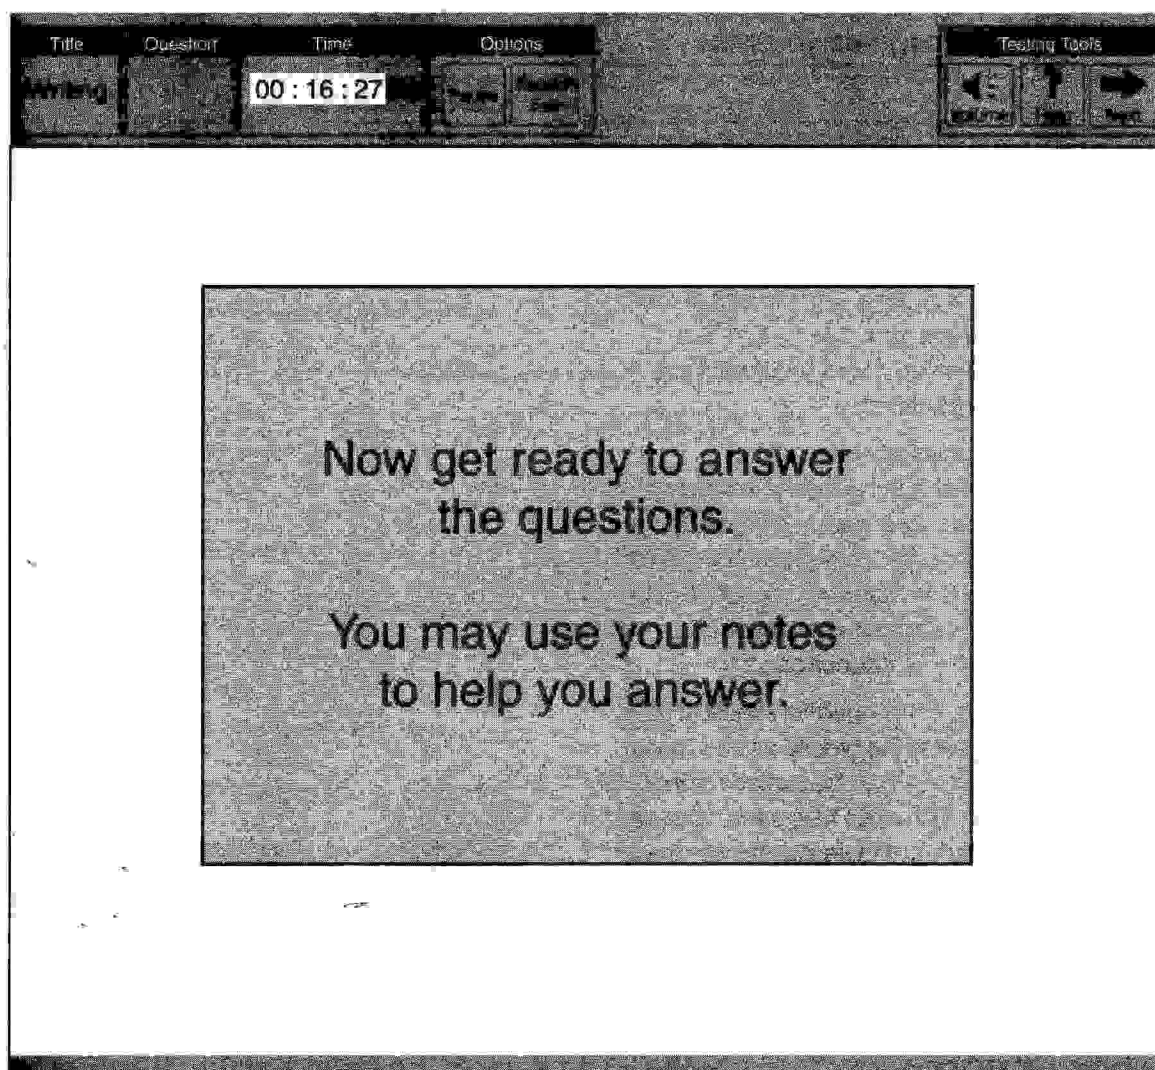 Title Question Time Options Testing Tools
Writing 00 : 16 : 27
Now get ready to answer
the questions.
You may use your notes
to help you answer.